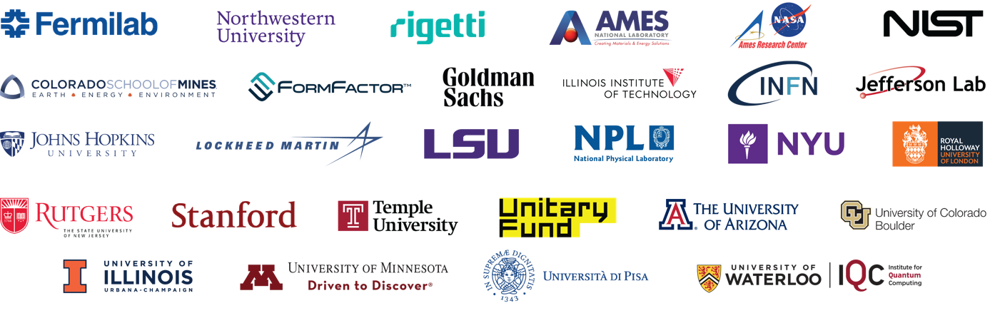 Fermilab
Northwestern
University
rigetti
AMES
NATIONAL LABORATORY
Creating Materials & Energy Solutions
NASA
Ames Research Center
NIST
COLORADOSCHOOLOFMINES
EARTH • ENERGY • ENVIRONMENT
FORMFACTOR™
Goldman
Sachs
ILLINOIS INSTITUTE
OF TECHNOLOGY
INFN
Jefferson Lab
JOHNS HOPKINS
UNIVERSITY
LOCKHEED MARTIN
LSU
NPL
National Physical Laboratory
NYU
ROYAL
HOLLOWAY
UNIVERSITY
OF LONDON
1766
RUTGERS
THE STATE UNIVERSITY
OF NEW JERSEY
Stanford
T
Temple
University
Unitary
Fund
A
THE UNIVERSITY
OF ARIZONA
CU
University of Colorado
Boulder
I
UNIVERSITY OF
ILLINOIS
URBANA-CHAMPAIGN
M
UNIVERSITY OF MINNESOTA
Driven to Discover®
IN SUPREMÆ DIGNITATIS
1343
UNIVERSITÀ DI PISA
UNIVERSITY OF
WATERLOO
IQC
Institute for
Quantum
Computing